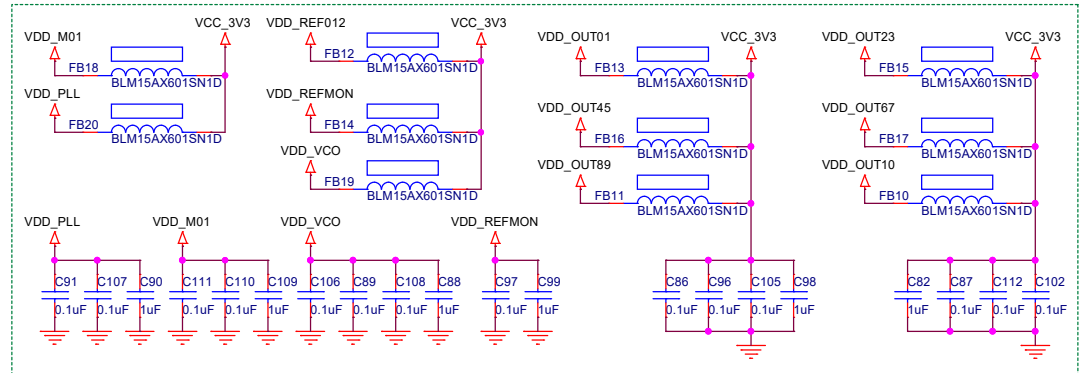 VDD_M01
VCC_3V3
FB18
BLM15AX601SN1D
VDD_PLL
FB20
BLM15AX601SN1D
VDD_REF012
VCC_3V3
FB12
BLM15AX601SN1D
VDD_REFMON
FB14
BLM15AX601SN1D
VDD_VCO
FB19
BLM15AX601SN1D
VDD_OUT01
VCC_3V3
FB13
BLM15AX601SN1D
VDD_OUT45
FB16
BLM15AX601SN1D
VDD_OUT89
FB11
BLM15AX601SN1D
VDD_OUT23
VCC_3V3
FB15
BLM15AX601SN1D
VDD_OUT67
FB17
BLM15AX601SN1D
VDD_OUT10
FB10
BLM15AX601SN1D
VDD_PLL
C91 C107 C90
0.1uF 0.1uF 1uF
VDD_M01
C111 C110 C109
0.1uF 0.1uF 1uF
VDD_VCO
C106 C89 C108 C88
0.1uF 0.1uF 0.1uF 1uF
VDD_REFMON
C97 C99
0.1uF 1uF
C86 C96 C105 C98
0.1uF 0.1uF 0.1uF 1uF
C82 C87 C112 C102
1uF 0.1uF 0.1uF 0.1uF